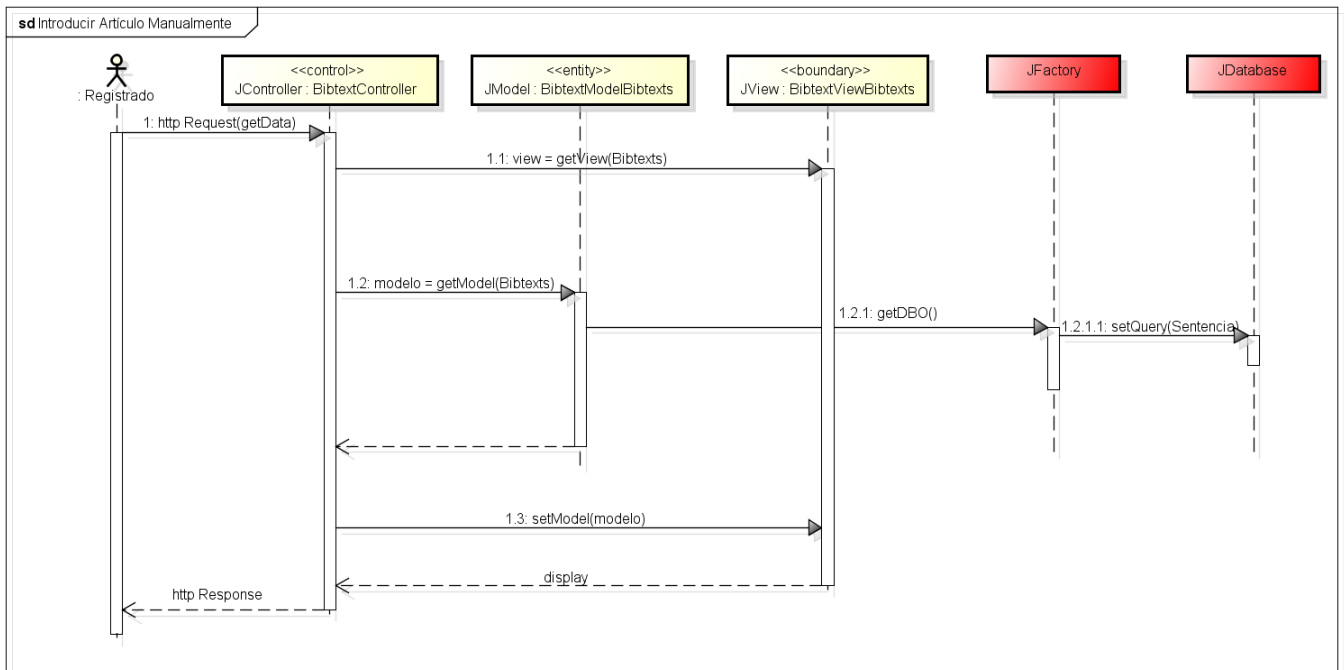 sd Introducir Artículo Manualmente
: Registrado
<<control>>
JController : BibtextController
<<entity>>
JModel : BibtextModelBibtexts
<<boundary>>
JView : BibtextViewBibtexts
JFactory
JDatabase
1: http Request(getData)
1.1: view = getView(Bibtexts)
1.2: modelo = getModel(Bibtexts)
1.2.1: getDBO()
1.2.1.1: setQuery(Sentencia)
1.3: setModel(modelo)
display
http Response